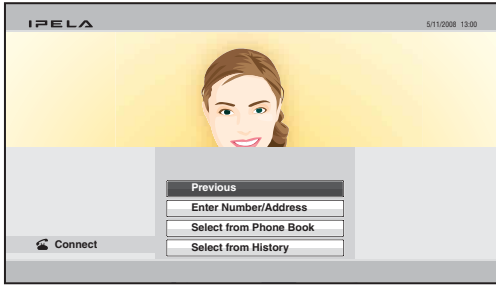 IPELA
5/11/2008 13:00
Previous
Enter Number/Address
Select from Phone Book
Connect
Select from History